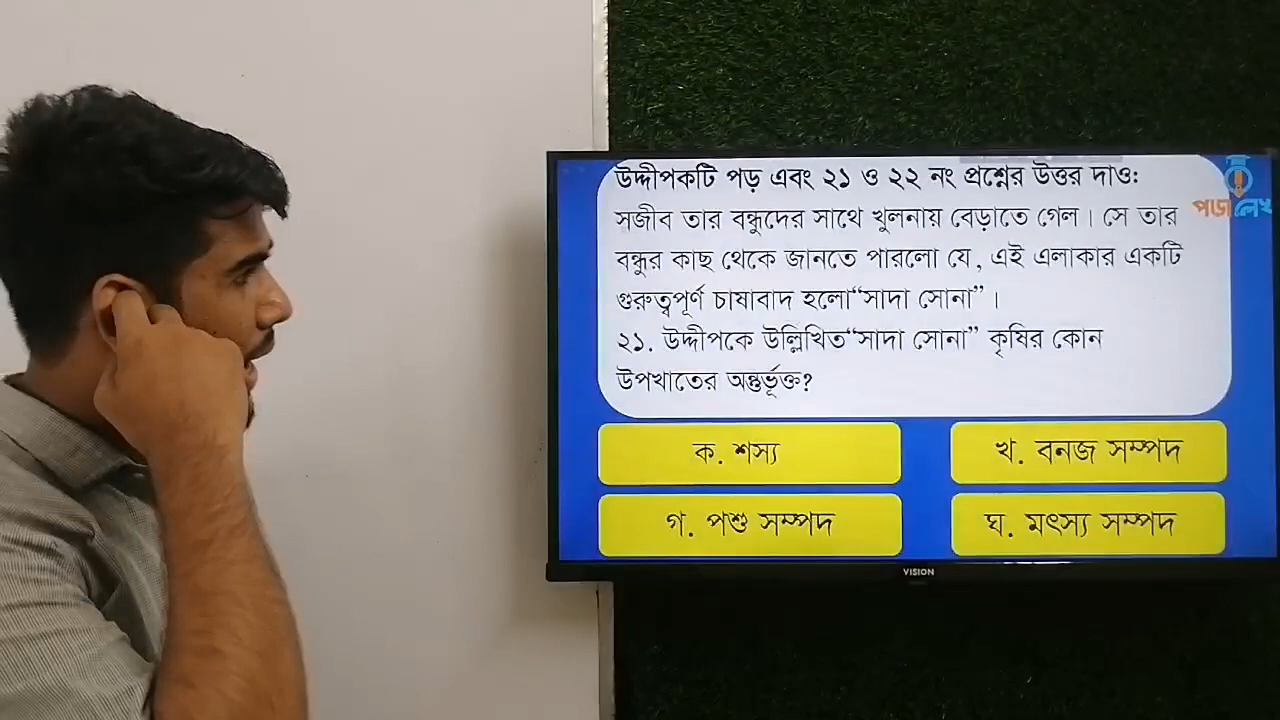 উদ্দীপকটি পড় এবং ২১ ও ২২ নং প্রশ্নের উত্তর দাও:
সজীব তার বন্ধুদের সাথে খুলনায় বেড়াতে গেল। সে তার
বন্ধুর কাছ থেকে জানতে পারলো যে, এই এলাকার একটি
গুরুত্বপূর্ণ চাষাবাদ হলো“সাদা সোনা”।
২১. উদ্দীপকে উল্লিখিত“সাদা সোনা” কৃষির কোন
উপখাতের অন্তুর্ভূক্ত?
ক. শস্য
খ. বনজ সম্পদ
গ. পশু সম্পদ
ঘ. মৎস্য সম্পদ
পড়ালেখা
VISION